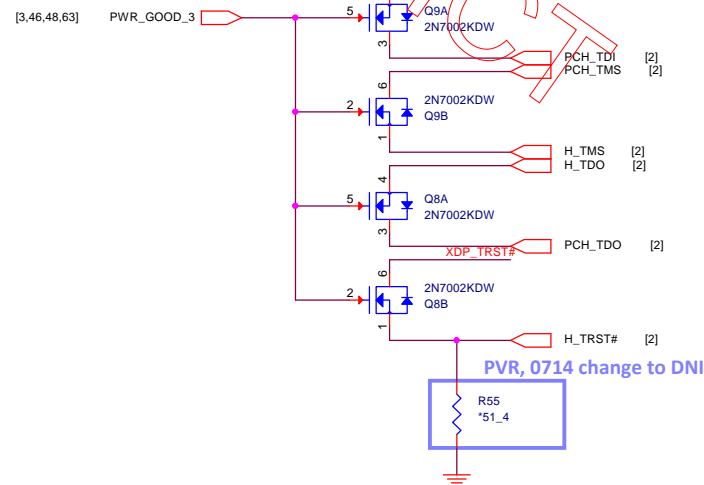 5 Q9A
[3,46,48,63] PWR_GOOD_3 2N7002KDW
3
PCH_TDI [2]
PCH_TMS [2]
6
2N7002KDW
2 Q9B
1
H_TMS [2]
H_TDO [2]
4
5 Q8A
2N7002KDW
3
PCH_TDO [2]
XDP_TRST#
6
2N7002KDW
2 Q8B
1
H_TRST# [2]
PVR, 0714 change to DNI
R55
*51_4
CT